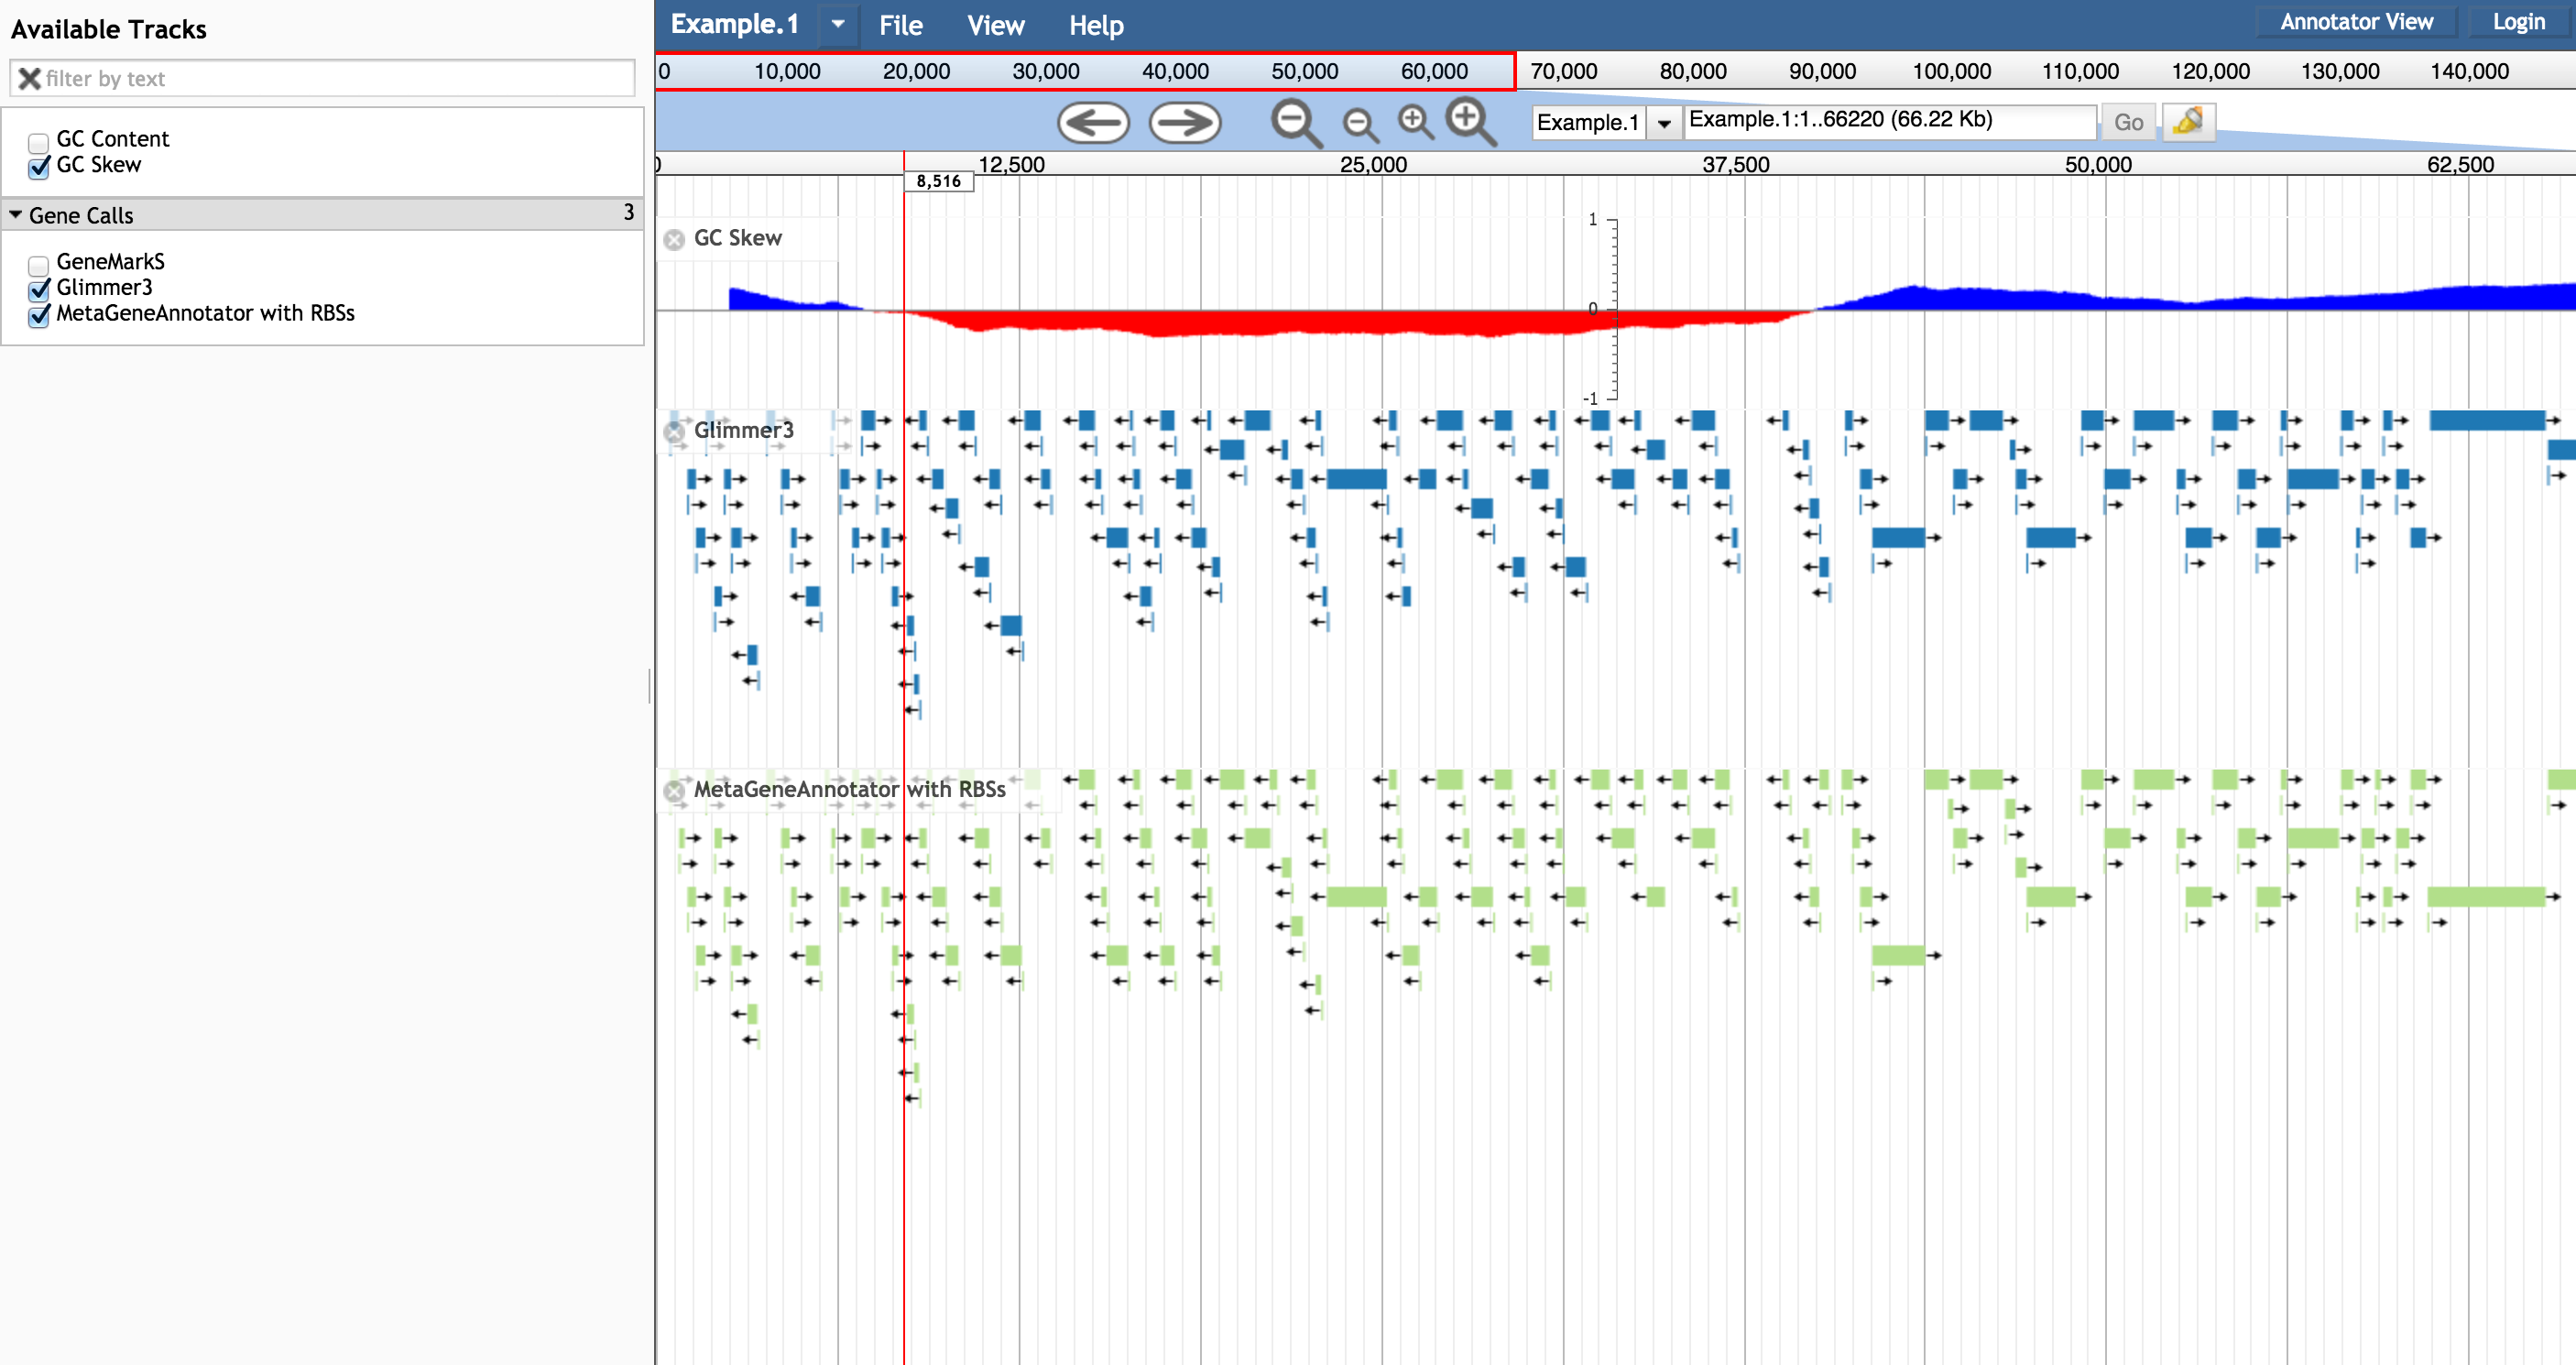 Available Tracks
filter by text
GC Content
GC Skew
Gene Calls 3
GeneMarkS
Glimmer3
MetaGeneAnnotator with RBSs
Example.1 File View Help Annotator View Login
0 10,000 20,000 30,000 40,000 50,000 60,000 70,000 80,000 90,000 100,000 110,000 120,000 130,000 140,000
Example.1 Example.1:1..66220 (66.22 Kb) Go
0 12,500 25,000 37,500 50,000 62,500
8,516
1
GC Skew
0
-1
Glimmer3
MetaGeneAnnotator with RBSs